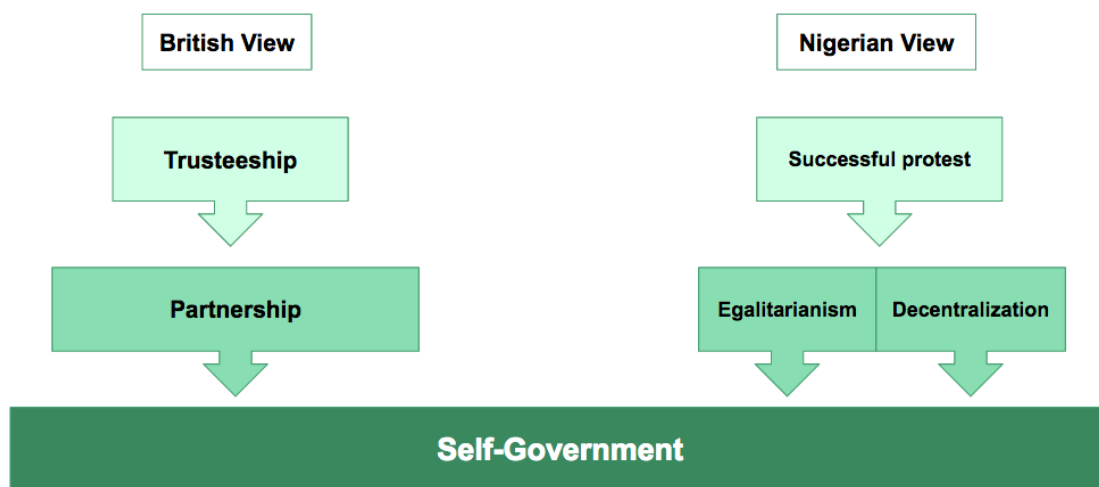 British View
Nigerian View
Trusteeship
Successful protest
Partnership
Egalitarianism
Decentralization
Self-Government